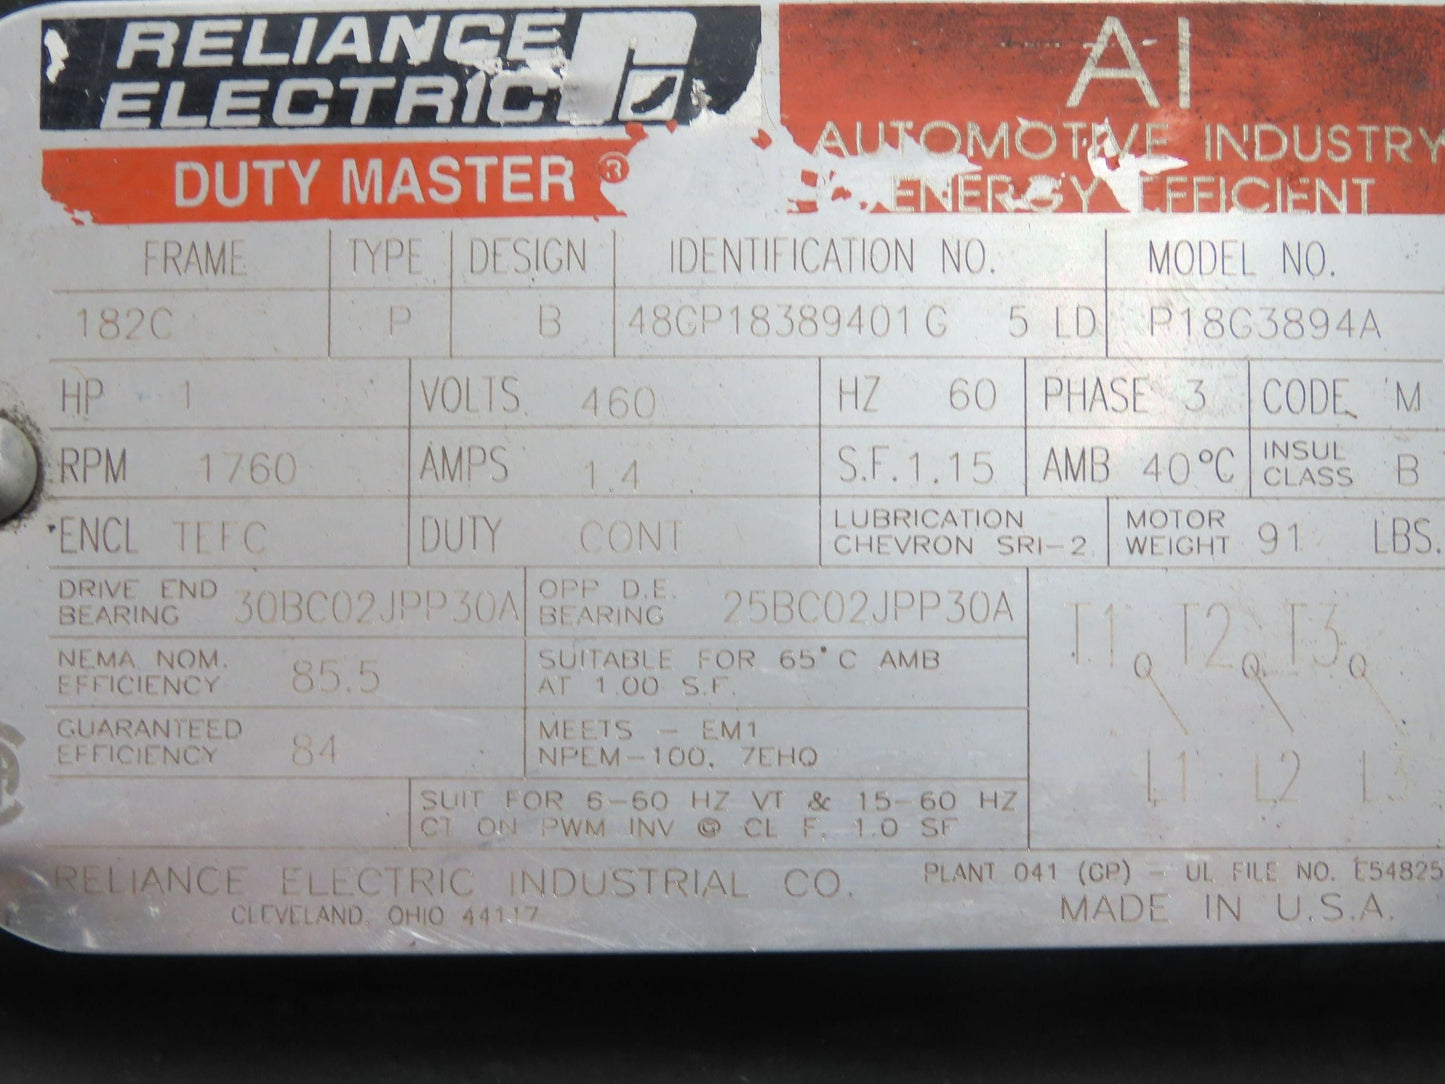 RELIANCE
ELECTRIC
DUTY MASTER®
AI
AUTOMOTIVE INDUSTRY
ENERGY EFFICIENT
FRAME TYPE DESIGN IDENTIFICATION NO. MODEL NO.
182C P B 48GP18389401G 5 LD P18G3894A
HP 1 VOLTS 460 HZ 60 PHASE 3 CODE M
RPM 1760 AMPS 1.4 S.F. 1.15 AMB 40°C INSUL CLASS B
ENCL TEFC DUTY CONT LUBRICATION CHEVRON SRI-2 MOTOR WEIGHT 91 LBS.
DRIVE END BEARING 30BC02JPP30A OPP D.E. BEARING 25BC02JPP30A
NEMA NOM. EFFICIENCY 85.5 SUITABLE FOR 65°C AMB
AT 1.00 S.F.
GUARANTEED EFFICIENCY 84 MEETS - EM1
NPEM-100, 7EHQ
SUIT FOR 6-60 HZ VT & 15-60 HZ
CT ON PWM INV @ CL F, 1.0 SF
T1 T2 T3
L1 L2 L3
RELIANCE ELECTRIC INDUSTRIAL CO.
CLEVELAND, OHIO 44117
PLANT 041 (GP) - UL FILE NO. E54825
MADE IN U.S.A.